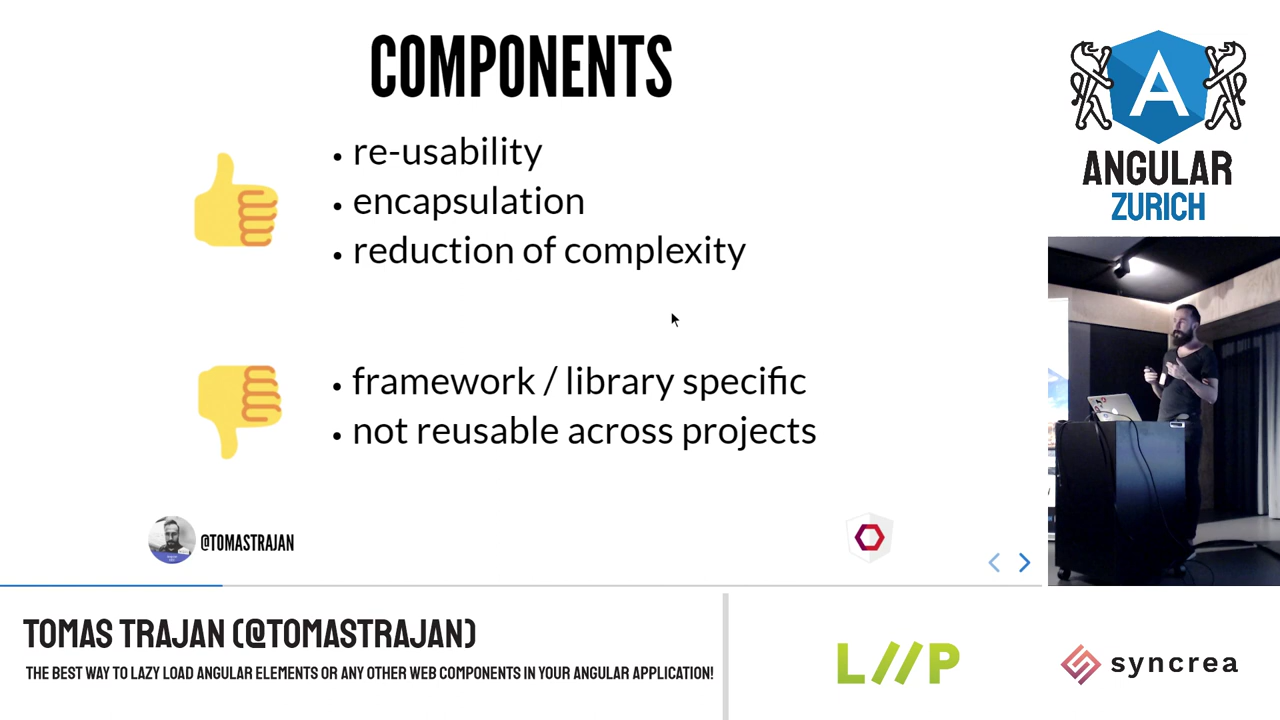 COMPONENTS
• re-usability
• encapsulation
• reduction of complexity
• framework / library specific
• not reusable across projects
@TOMASTRAJAN
A
ANGULAR
ZURICH
TOMAS TRAJAN (@TOMASTRAJAN)
THE BEST WAY TO LAZY LOAD ANGULAR ELEMENTS OR ANY OTHER WEB COMPONENTS IN YOUR ANGULAR APPLICATION!
LIIP
syncrea